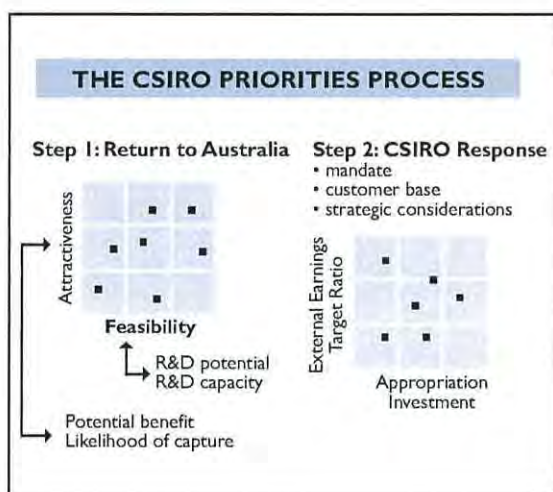 THE CSIRO PRIORITIES PROCESS
Step 1: Return to Australia
Attractiveness
Feasibility
R&D potential
R&D capacity
Potential benefit
Likelihood of capture
Step 2: CSIRO Response
• mandate
• customer base
• strategic considerations
External Earnings
Target Ratio
Appropriation
Investment